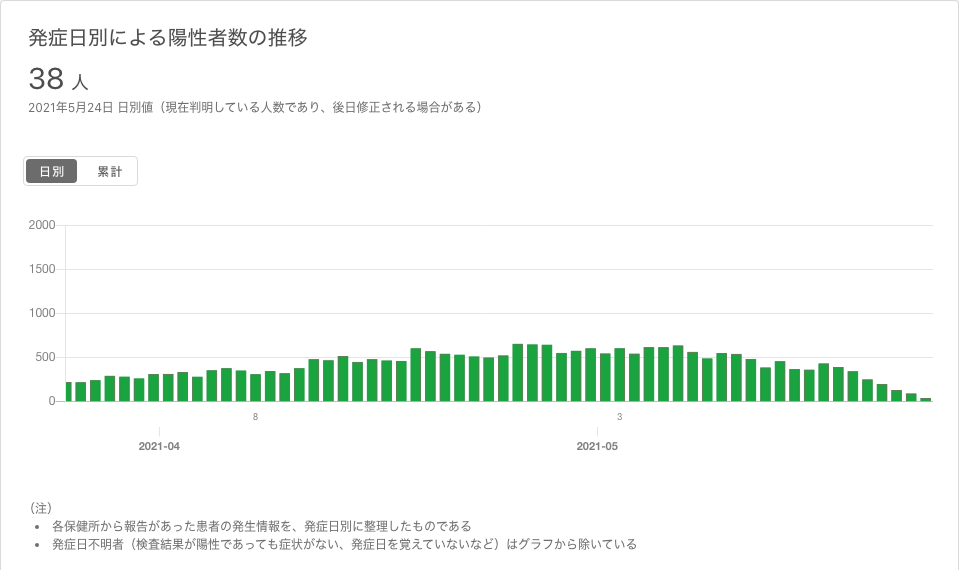 発症日別による陽性者数の推移
38 人
2021年5月24日 日別値（現在判明している人数であり、後日修正される場合がある）
日別 累計
2000
1500
1000
500
0
8 3
2021-04 2021-05
（注）
• 各保健所から報告があった患者の発生情報を、発症日別に整理したものである
• 発症日不明者（検査結果が陽性であっても症状がない、発症日を覚えていないなど）はグラフから除いている